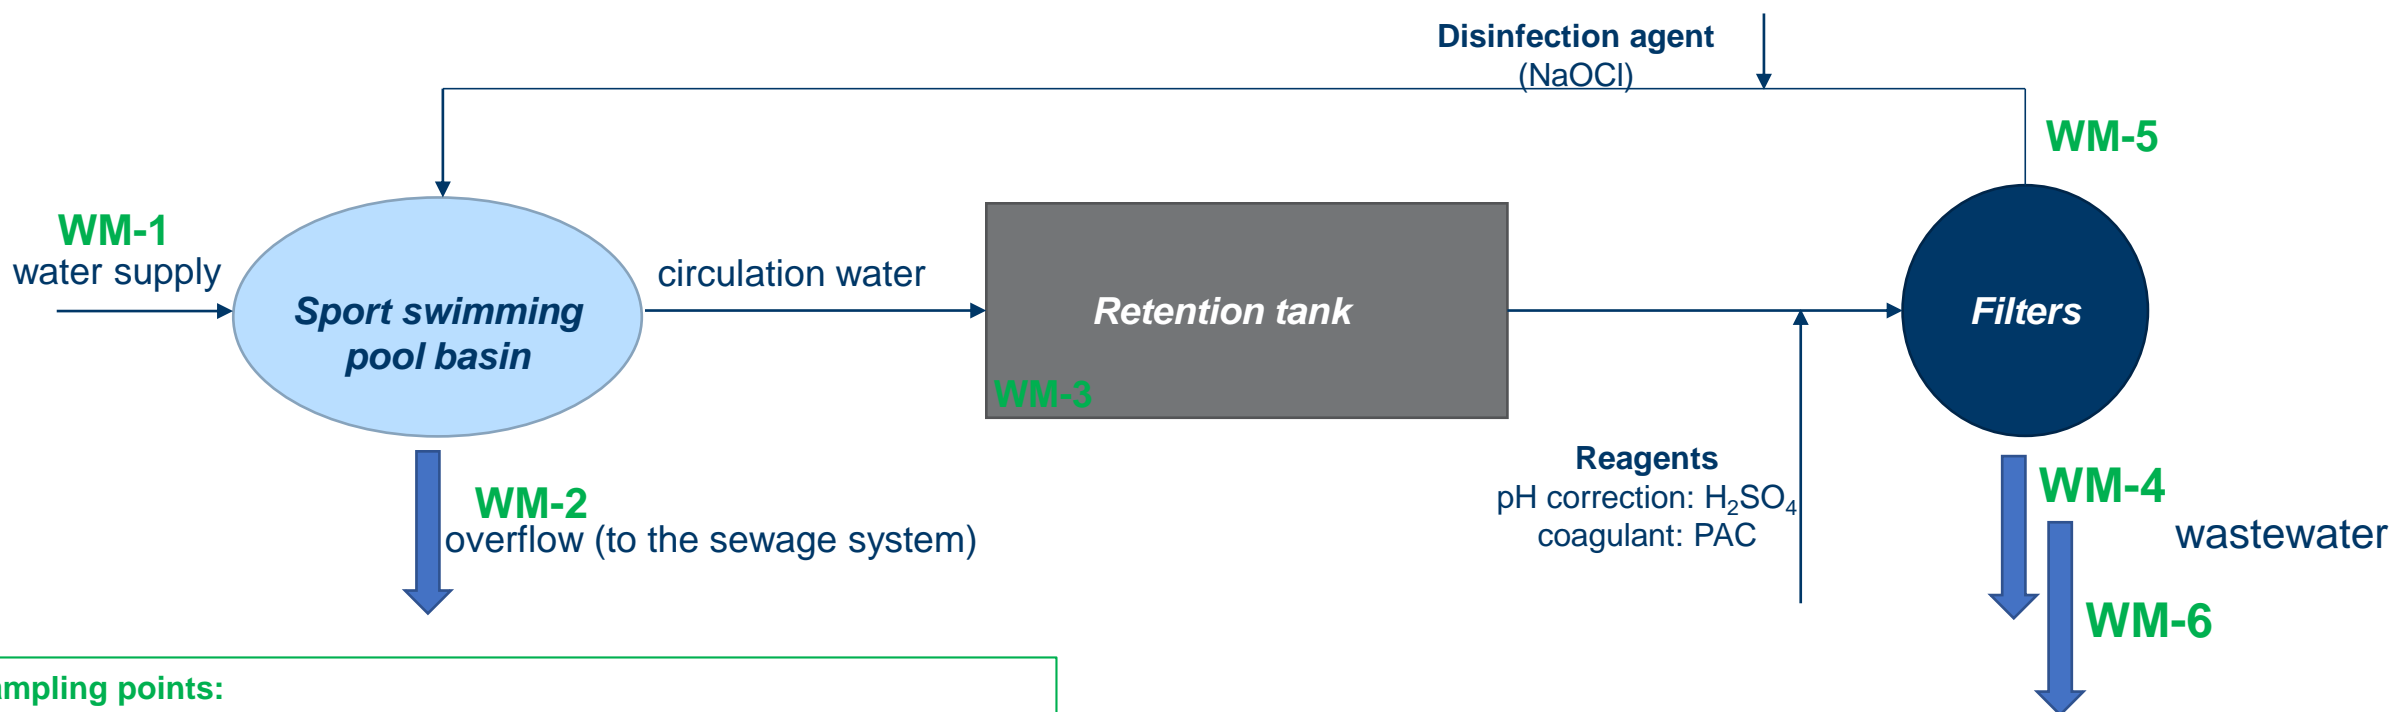 Disinfection agent
(NaOCl)
WM-5
WM-1
water supply
circulation water
Sport swimming
pool basin
Retention tank
Filters
WM-3
Reagents
pH correction: H₂SO₄
coagulant: PAC
WM-2
overflow (to the sewage system)
WM-4
wastewater
WM-6
ampling points: